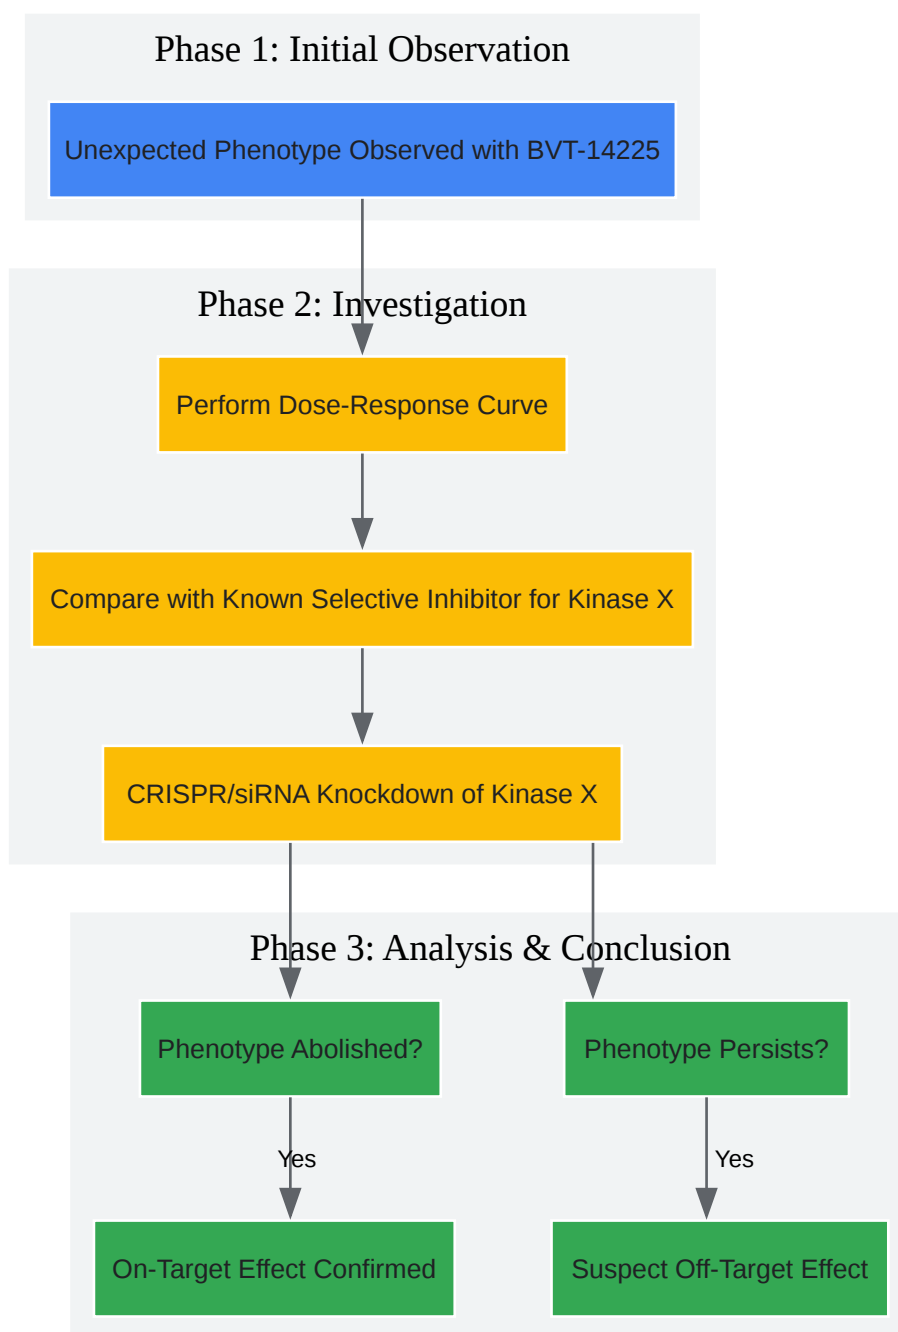 Phase 1: Initial Observation
Unexpected Phenotype Observed with BVT-14225
Phase 2: Investigation
Perform Dose-Response Curve
Compare with Known Selective Inhibitor for Kinase X
CRISPR/siRNA Knockdown of Kinase X
Phase 3: Analysis & Conclusion
Phenotype Abolished?
Phenotype Persists?
Yes
Yes
On-Target Effect Confirmed
Suspect Off-Target Effect